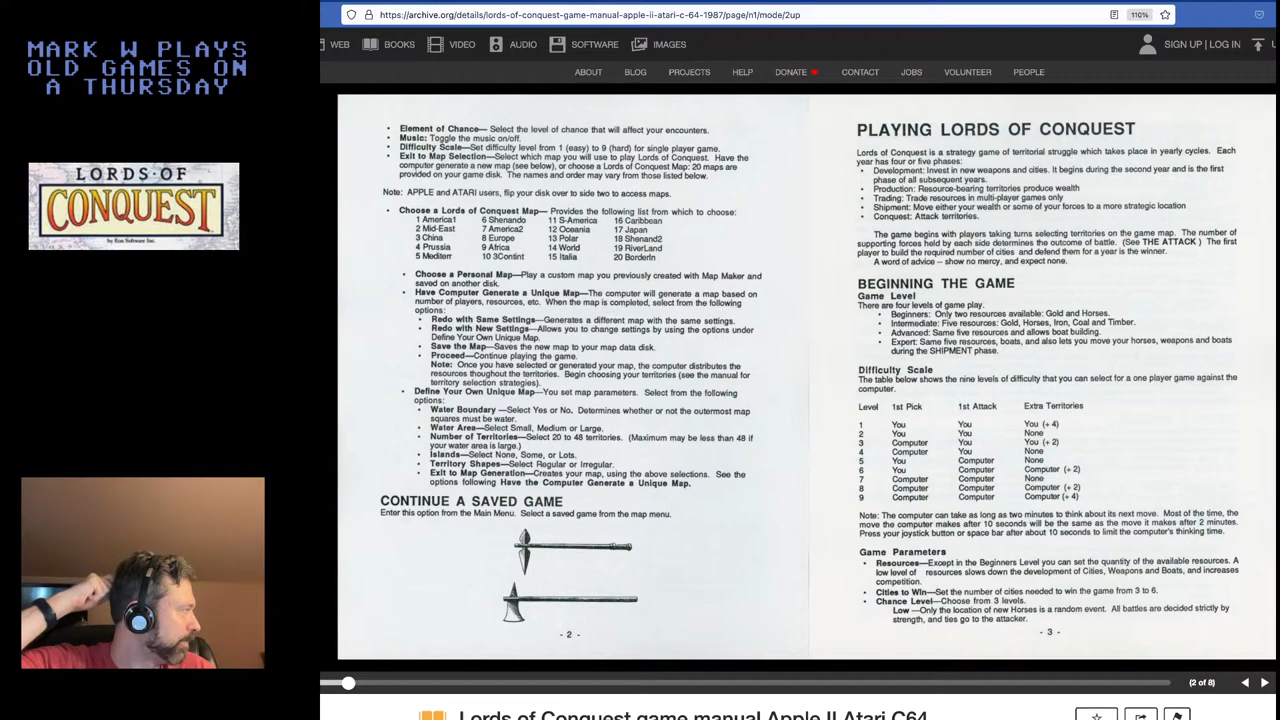 MARK W PLAYS
OLD GAMES ON
A THURSDAY
LORDS OF
CONQUEST
by Ron Software Inc.
https://archive.org/details/lords-of-conquest-game-manual-apple-ii-atari-c-64-1987/page/n1/mode/2up
110%
WEB
BOOKS
VIDEO
AUDIO
SOFTWARE
IMAGES
SIGN UP | LOG IN
ABOUT
BLOG
PROJECTS
HELP
DONATE
CONTACT
JOBS
VOLUNTEER
PEOPLE
• Element of Chance— Select the level of chance that will affect your encounters.
• Music: Toggle the music on/off.
• Difficulty Scale—Set difficulty level from 1 (easy) to 9 (hard) for single player game.
• Exit to Map Selection—Select which map you will use to play Lords of Conquest. Have the
computer generate a new map (see below), or choose a Lords of Conquest Map: 20 maps are
provided on your game disk. The names and order may vary from those listed below.
Note: APPLE and ATARI users, flip your disk over to side two to access maps.
• Choose a Lords of Conquest Map— Provides the following list from which to choose:
1 America1 6 Shenando 11 S-America 16 Caribbean
2 Mid-East 7 America2 12 Oceania 17 Japan
3 China 8 Europe 13 Polar 18 Shenand2
4 Prussia 9 Africa 14 World 19 RiverLand
5 Mediterr 10 3Contint 15 Italia 20 BorderIn
• Choose a Personal Map— Play a custom map you previously created with Map Maker and
saved on another disk.
• Have Computer Generate a Unique Map—The computer will generate a map based on
number of players, resources, etc. When the map is completed, select from the following
options:
• Redo with Same Settings—Generates a different map with the same settings.
• Redo with New Settings—Allows you to change settings by using the options under
Define Your Own Unique Map.
• Save the Map—Saves the new map to your map data disk.
• Proceed—Continue playing the game.
Note: Once you have selected or generated your map, the computer distributes the
resources thoughout the territories. Begin choosing your territories (see the manual for
territory selection strategies).
• Define Your Own Unique Map—You set map parameters. Select from the following
options:
• Water Boundary —Select Yes or No. Determines whether or not the outermost map
squares must be water.
• Water Area—Select Small, Medium or Large.
• Number of Territories—Select 20 to 48 territories. (Maximum may be less than 48 if
your water area is large.)
• Islands—Select None, Some, or Lots.
• Territory Shapes—Select Regular or Irregular.
• Exit to Map Generation—Creates your map, using the above selections. See the
options following Have the Computer Generate a Unique Map.
CONTINUE A SAVED GAME
Enter this option from the Main Menu. Select a saved game from the map menu.
- 2 -
PLAYING LORDS OF CONQUEST
Lords of Conquest is a strategy game of territorial struggle which takes place in yearly cycles. Each
year has four or five phases:
• Development: Invest in new weapons and cities. It begins during the second year and is the first
phase of all subsequent years.
• Production: Resource-bearing territories produce wealth
• Trading: Trade resources in multi-player games only
• Shipment: Move either your wealth or some of your forces to a more strategic location
• Conquest: Attack territories.
The game begins with players taking turns selecting territories on the game map. The number of
supporting forces held by each side determines the outcome of battle. (See THE ATTACK ) The first
player to build the required number of cities and defend them for a year is the winner.
A word of advice -- show no mercy, and expect none.
BEGINNING THE GAME
Game Level
There are four levels of game play.
• Beginners: Only two resources available: Gold and Horses.
• Intermediate: Five resources: Gold, Horses, Iron, Coal and Timber.
• Advanced: Same five resources and allows boat building.
• Expert: Same five resources, boats, and also lets you move your horses, weapons and boats
during the SHIPMENT phase.
Difficulty Scale
The table below shows the nine levels of difficulty that you can select for a one player game against the
computer.
Level 1st Pick 1st Attack Extra Territories
1 You You You (+ 4)
2 You You None
3 Computer You You (+ 2)
4 Computer You None
5 You Computer None
6 You Computer Computer (+ 2)
7 Computer Computer None
8 Computer Computer Computer (+ 2)
9 Computer Computer Computer (+ 4)
Note: The computer can take as long as two minutes to think about its next move. Most of the time, the
move the computer makes after 10 seconds will be the same as the move it makes after 2 minutes.
Press your joystick button or space bar after about 10 seconds to limit the computer's thinking time.
Game Parameters
• Resources—Except in the Beginners Level you can set the quantity of the available resources. A
low level of resources slows down the development of Cities, Weapons and Boats, and increases
competition.
• Cities to Win—Set the number of cities needed to win the game from 3 to 6.
• Chance Level—Choose from 3 levels.
Low —Only the location of new Horses is a random event. All battles are decided strictly by
strength, and ties go to the attacker.
- 3 -
(2 of 8)
Lords of Conquest game manual Apple II Atari C64